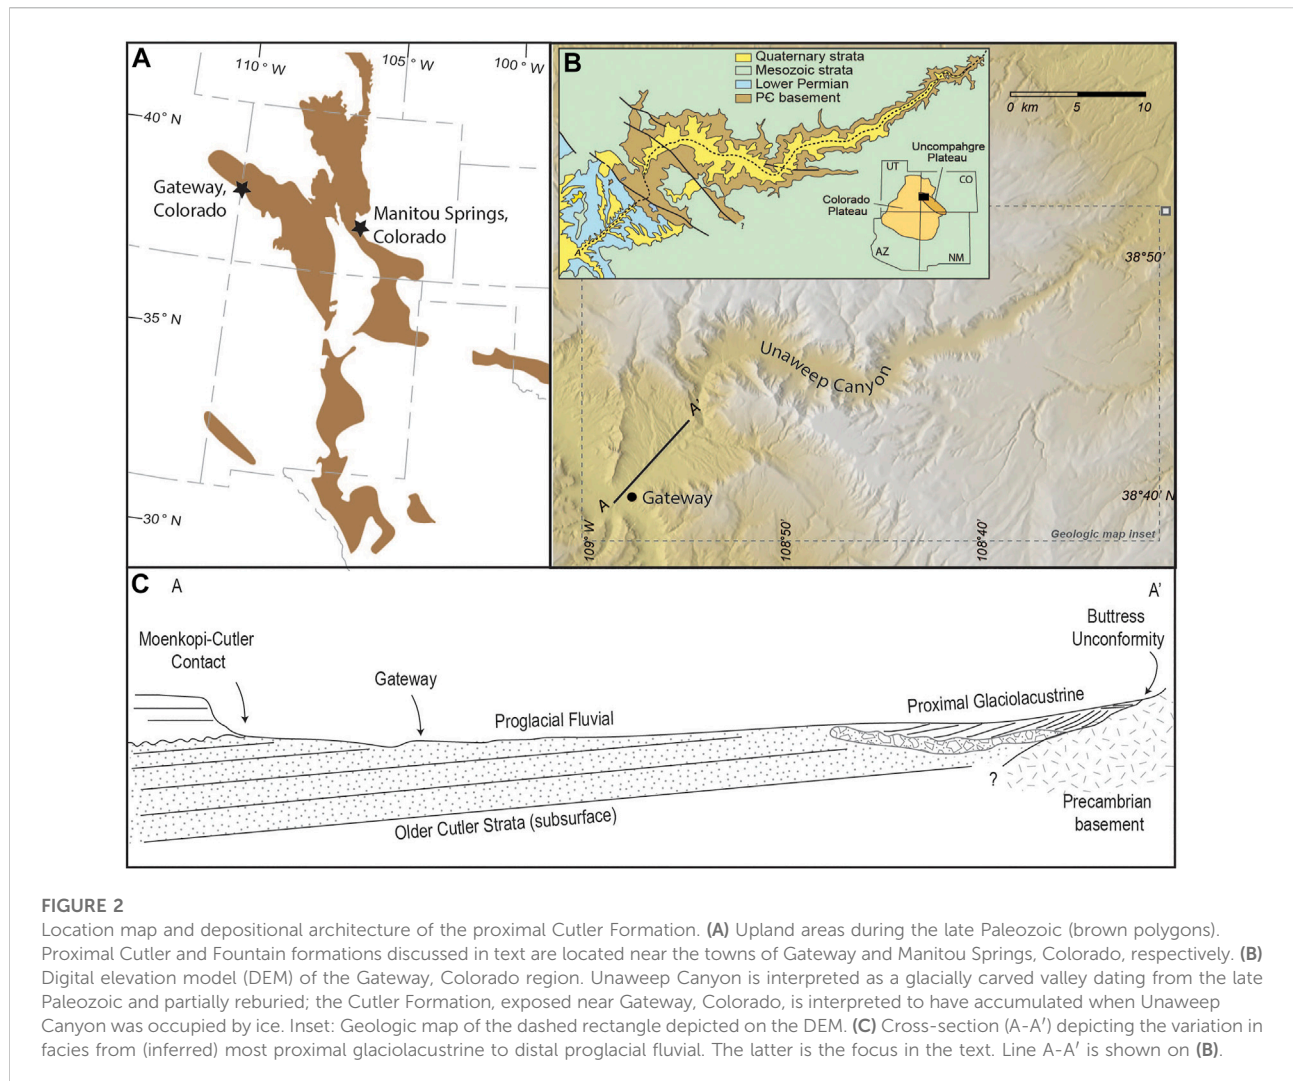 A
110° W
105° W
100° W
40° N
Gateway,
Colorado
Manitou Springs,
Colorado
35° N
30° N
B
Quaternary strata
Mesozoic strata
Lower Permian
PЄ basement
0 km 5 10
Uncompahgre
Plateau
UT
CO
Colorado
Plateau
AZ
NM
?
A
38°50'
Unaweep Canyon
A'
A
Gateway
38°40' N
109° W
108°50'
108°40'
Geologic map inset
C
A
A'
Moenkopi-Cutler
Contact
Gateway
Proglacial Fluvial
Proximal Glaciolacustrine
Buttress
Unconformity
?
Older Cutler Strata (subsurface)
Precambrian
basement
FIGURE 2
Location map and depositional architecture of the proximal Cutler Formation. (A) Upland areas during the late Paleozoic (brown polygons).
Proximal Cutler and Fountain formations discussed in text are located near the towns of Gateway and Manitou Springs, Colorado, respectively. (B)
Digital elevation model (DEM) of the Gateway, Colorado region. Unaweep Canyon is interpreted as a glacially carved valley dating from the late
Paleozoic and partially reburied; the Cutler Formation, exposed near Gateway, Colorado, is interpreted to have accumulated when Unaweep
Canyon was occupied by ice. Inset: Geologic map of the dashed rectangle depicted on the DEM. (C) Cross-section (A-A′) depicting the variation in
facies from (inferred) most proximal glaciolacustrine to distal proglacial fluvial. The latter is the focus in the text. Line A-A′ is shown on (B).